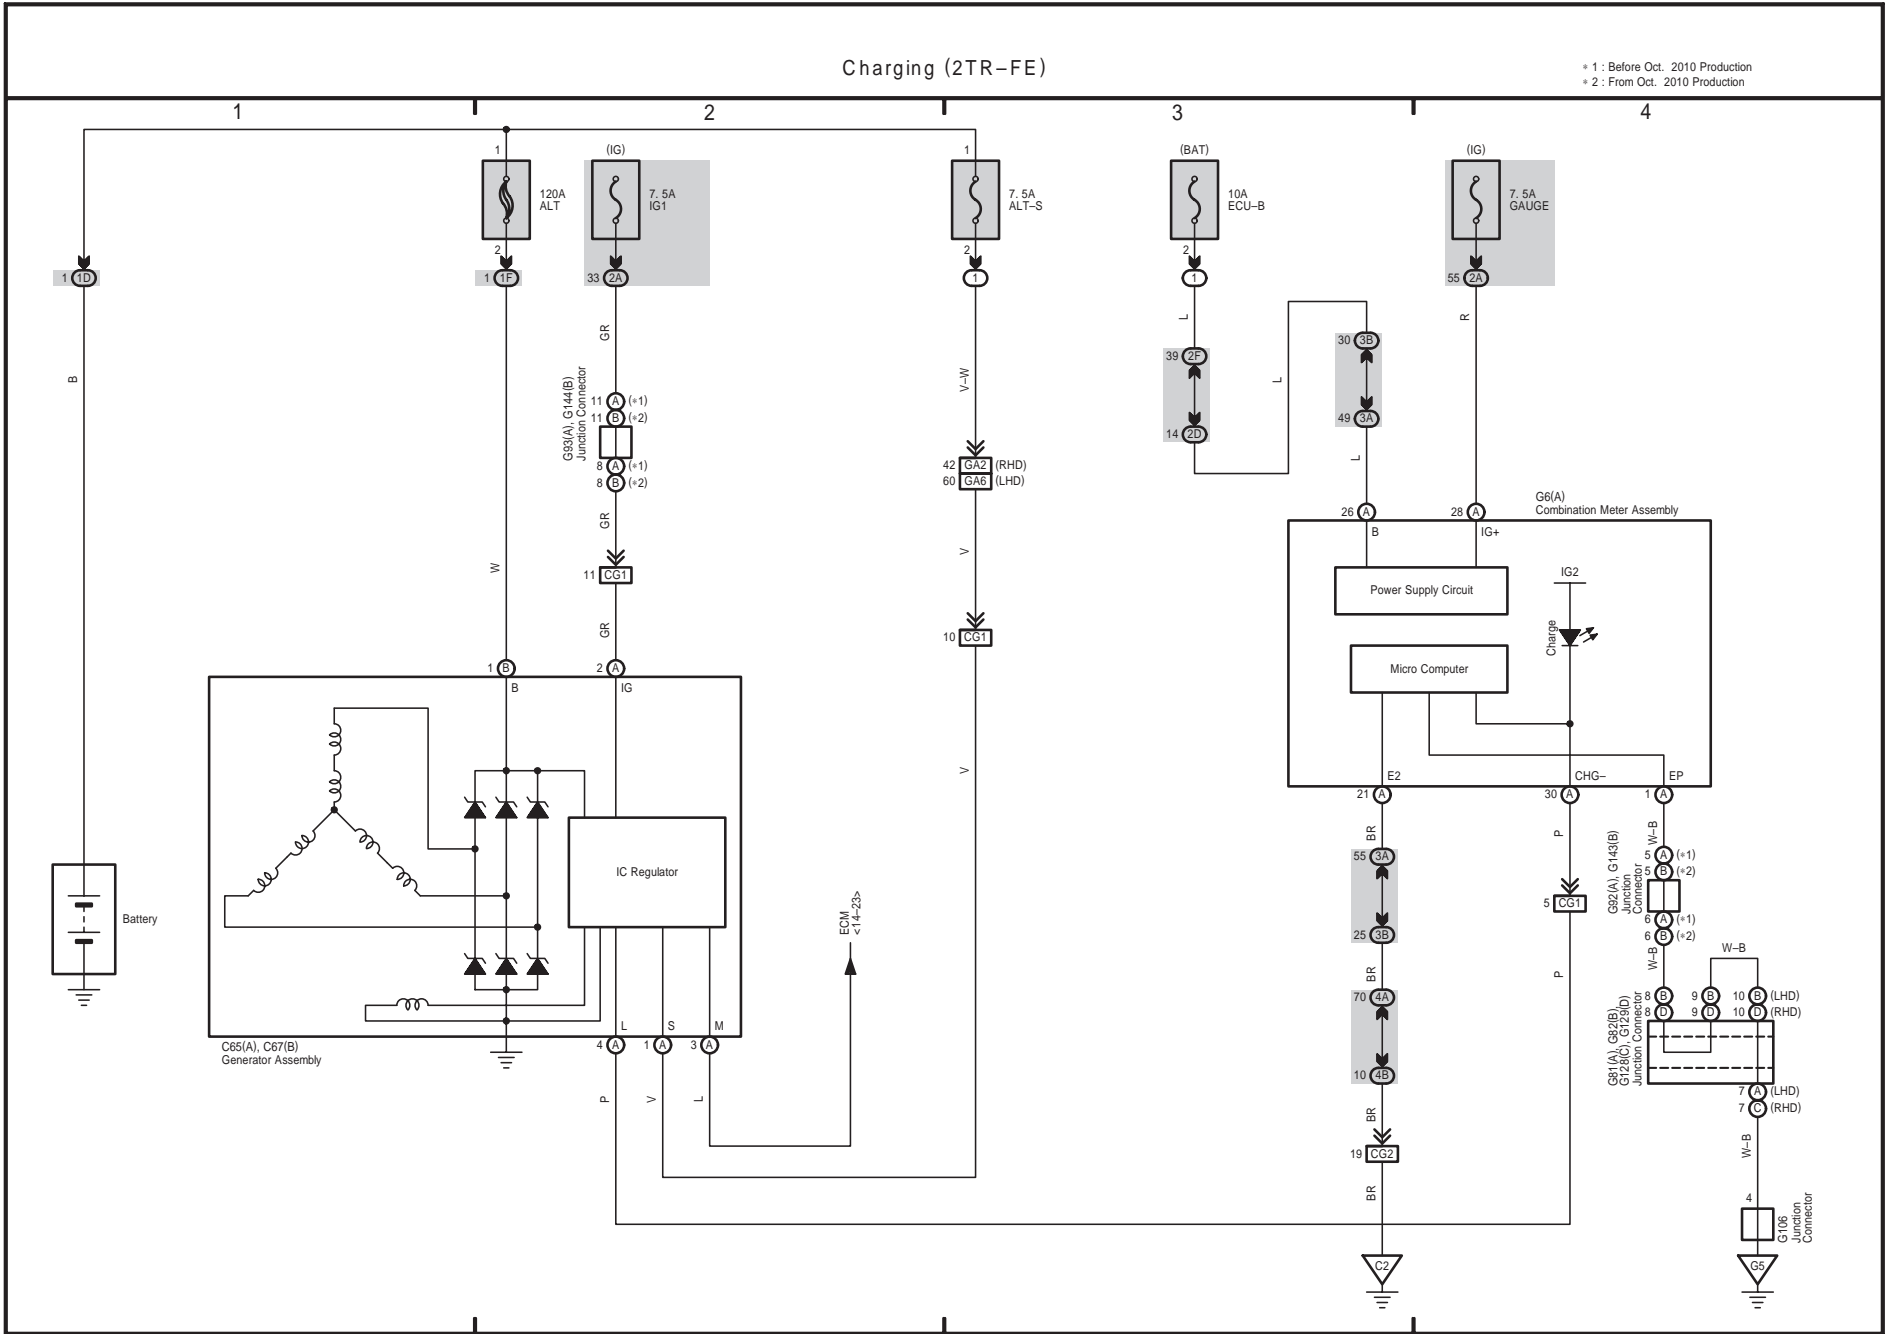 Charging (2TR–FE)
* 1 : Before Oct. 2010 Production
* 2 : From Oct. 2010 Production
1
2
3
4
1
(IG)
1
(BAT)
(IG)
120A
ALT
7. 5A
IG1
7. 5A
ALT–S
10A
ECU–B
7. 5A
GAUGE
2
2
2
1 1D
1 1F
33 2A
1
1
55 2A
B
W
GR
V–W
L
L
R
39 2F
14 2D
30 3B
49 3A
L
G93(A), G144(B)
Junction Connector
11 A (*1)
11 B (*2)
8 A (*1)
8 B (*2)
GR
11 CG1
GR
42 GA2 (RHD)
60 GA6 (LHD)
V
10 CG1
V
1 B
2 A
B
IG
IC Regulator
L
S
M
4 A
1 A
3 A
C65(A), C67(B)
Generator Assembly
P
V
L
ECM
<14–23>
Battery
G6(A)
Combination Meter Assembly
26 A
28 A
B
IG+
Power Supply Circuit
IG2
Charge
Micro Computer
E2
CHG–
EP
21 A
30 A
1 A
BR
55 3A
25 3B
BR
70 4A
10 4B
BR
19 CG2
BR
C2
P
5 CG1
P
W–B
G92(A), G143(B)
Junction
Connector
5 A (*1)
5 B (*2)
6 A (*1)
6 B (*2)
W–B
W–B
G81(A), G82(B)
G128(C), G129(D)
Junction Connector
8 B 9 B 10 B (LHD)
8 D 9 D 10 D (RHD)
7 A (LHD)
7 C (RHD)
W–B
4
G106
Junction
Connector
G5